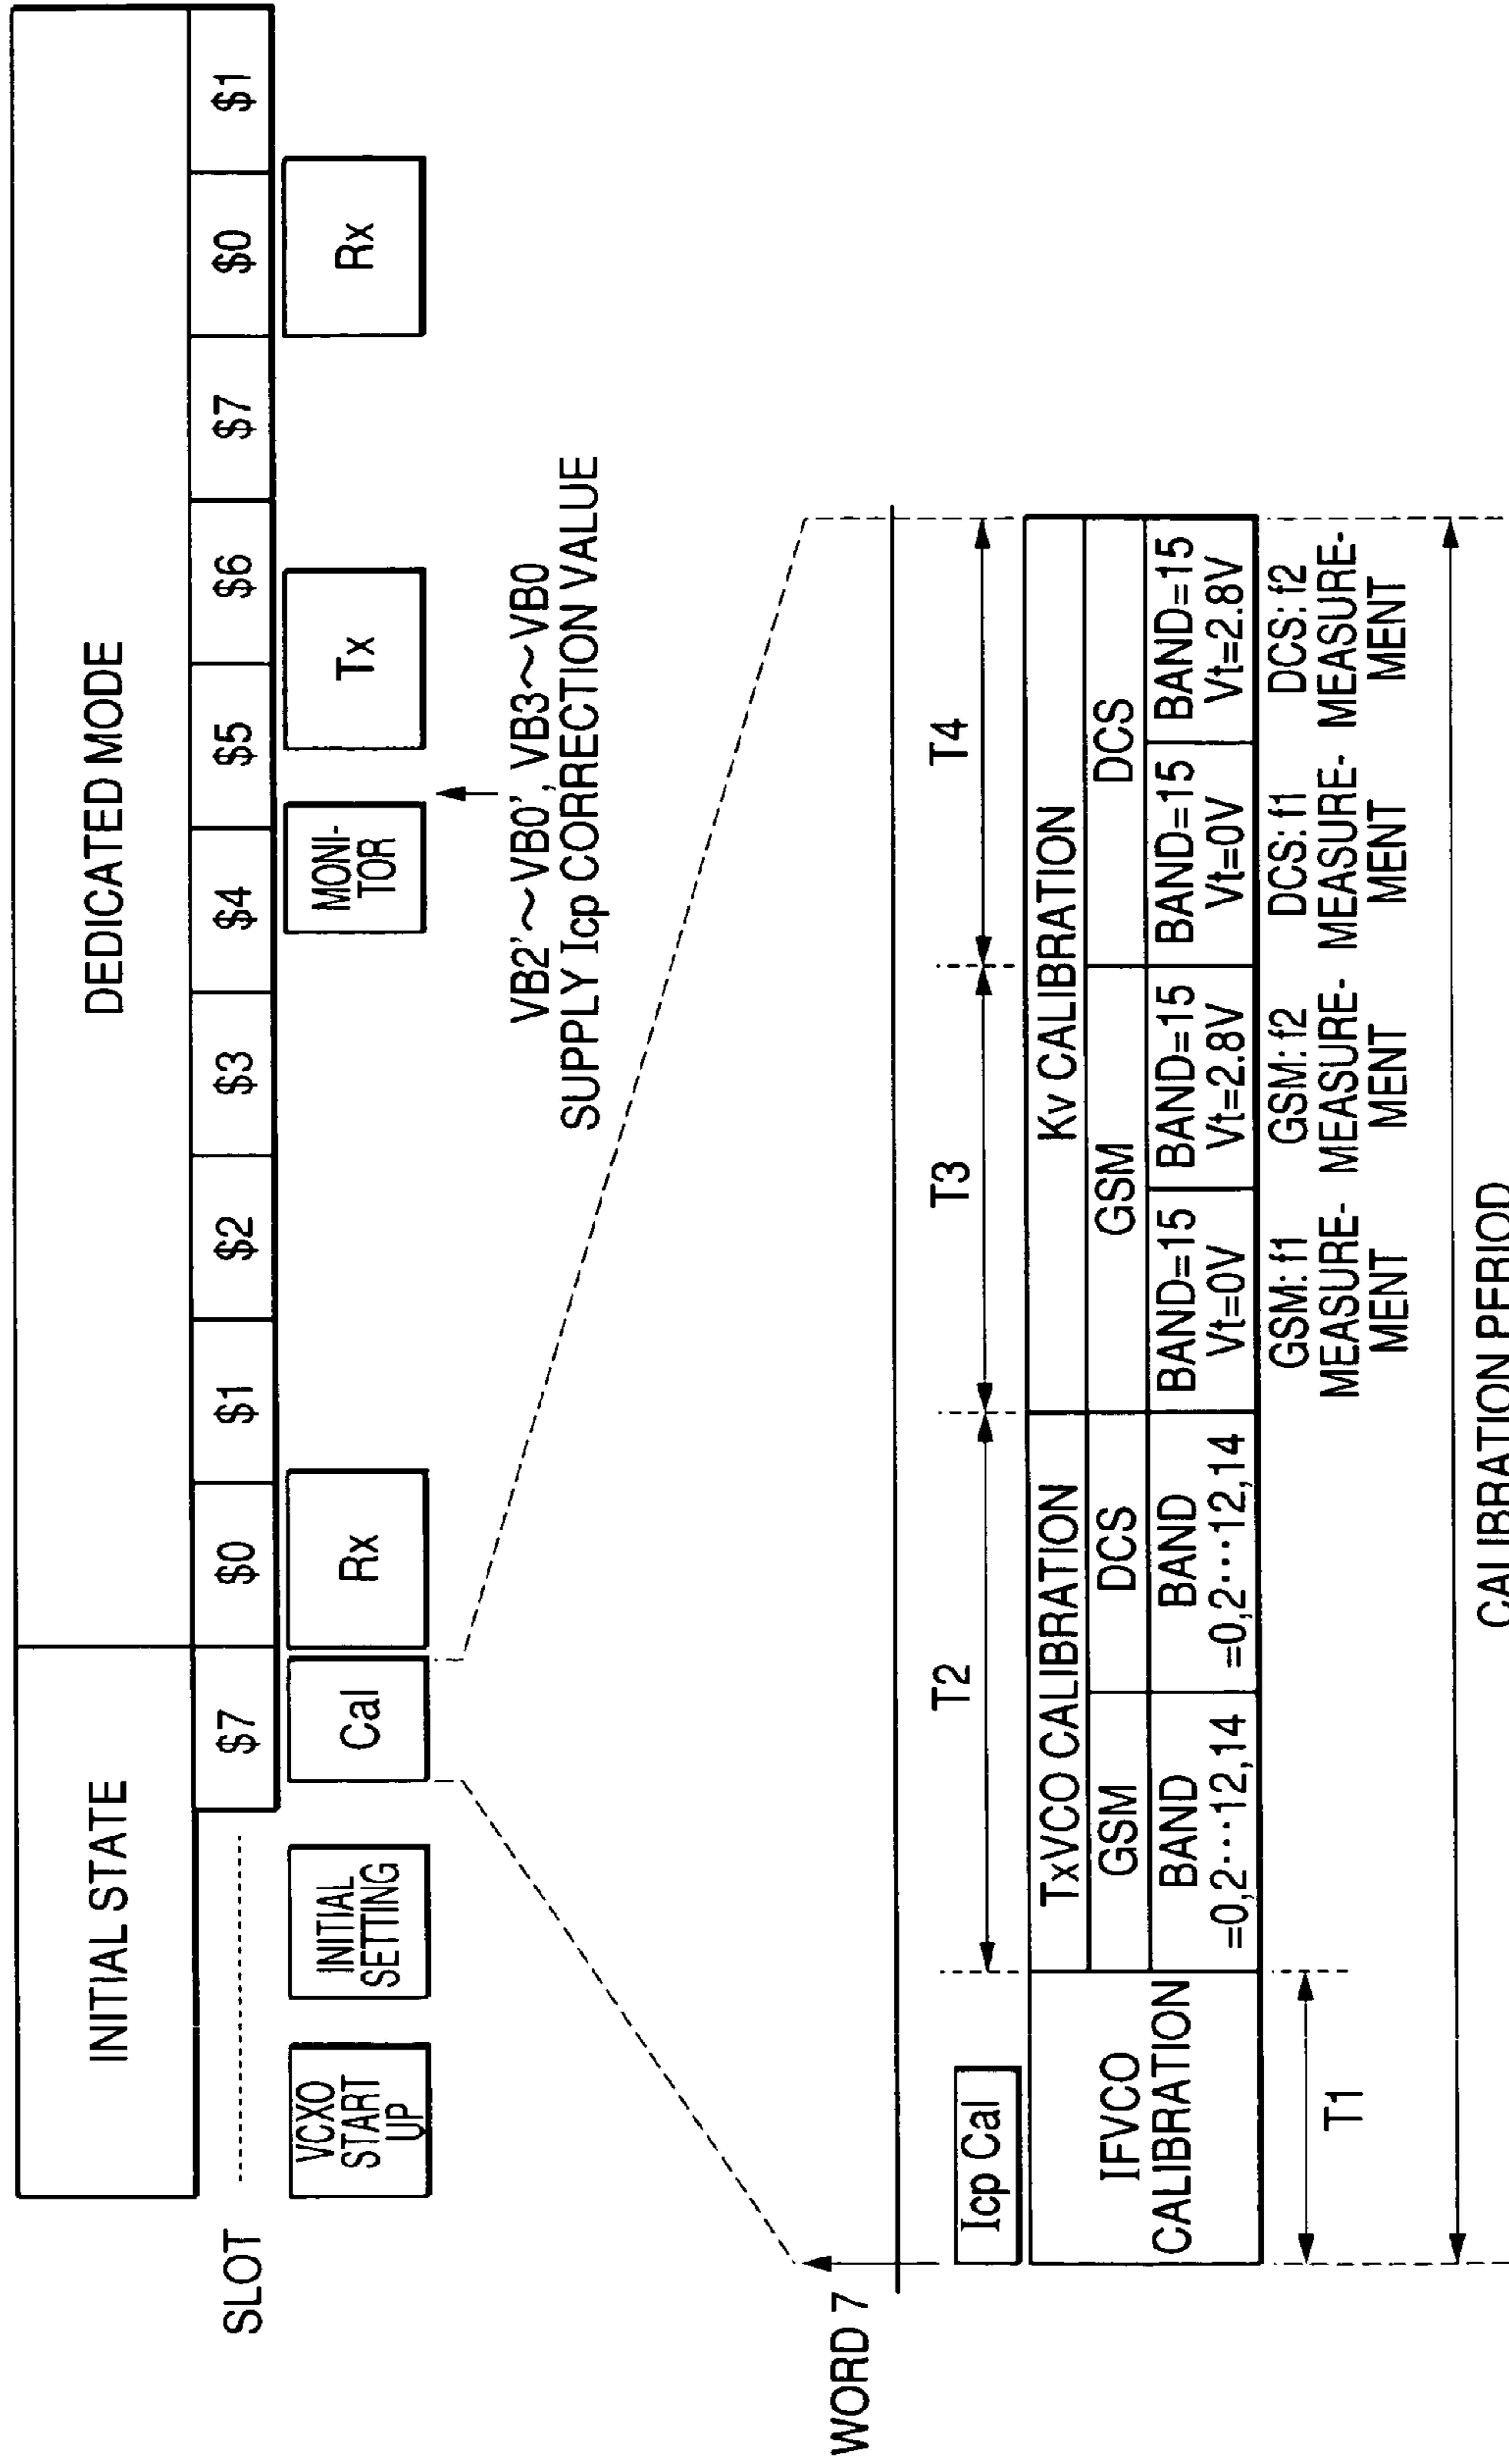 INITIAL STATE
DEDICATED MODE
SLOT
$7
$0
$1
$2
$3
$4
$5
$6
$7
$0
$1
VCXO
START
UP
INITIAL
SETTING
Cal
Rx
MONI-
TOR
Tx
Rx
VB2'~VB0', VB3~VB0
SUPPLY Icp CORRECTION VALUE
WORD 7
Icp Cal
T2
T3
T4
IFVCO
CALIBRATION
TxVCO CALIBRATION
Kv CALIBRATION
GSM
DCS
GSM
DCS
BAND
=0,2···12,14
BAND
=0,2···12,14
BAND=15
Vt=0V
BAND=15
Vt=2.8V
BAND=15
Vt=0V
BAND=15
Vt=2.8V
T1
GSM:f1
MEASURE-
MENT
GSM:f2
MEASURE-
MENT
DCS:f1
MEASURE-
MENT
DCS:f2
MEASURE-
MENT
CALIBRATION PERIOD